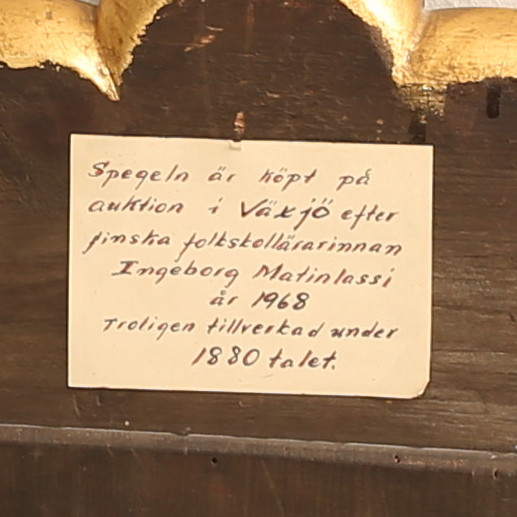 Spegeln är köpt på
auktion i Växjö efter
finska folkskollärarinnan
Ingeborg Matinlassi
år 1968
Troligen tillverkad under
1880 talet.